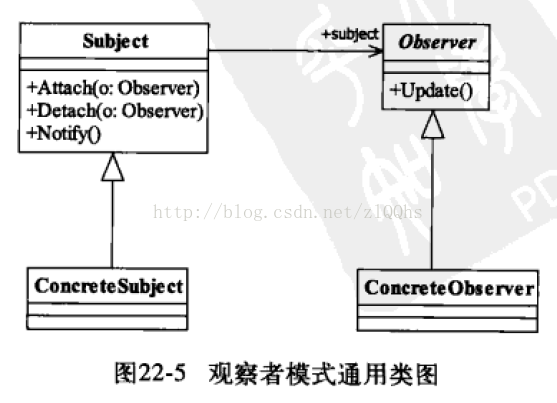 Subject
+subject
Observer
+Attach(o: Observer)
+Detach(o: Observer)
+Notify()
+Update()
http://blog.csdn.net/zlQQhs
ConcreteSubject
ConcreteObserver
图22-5 观察者模式通用类图